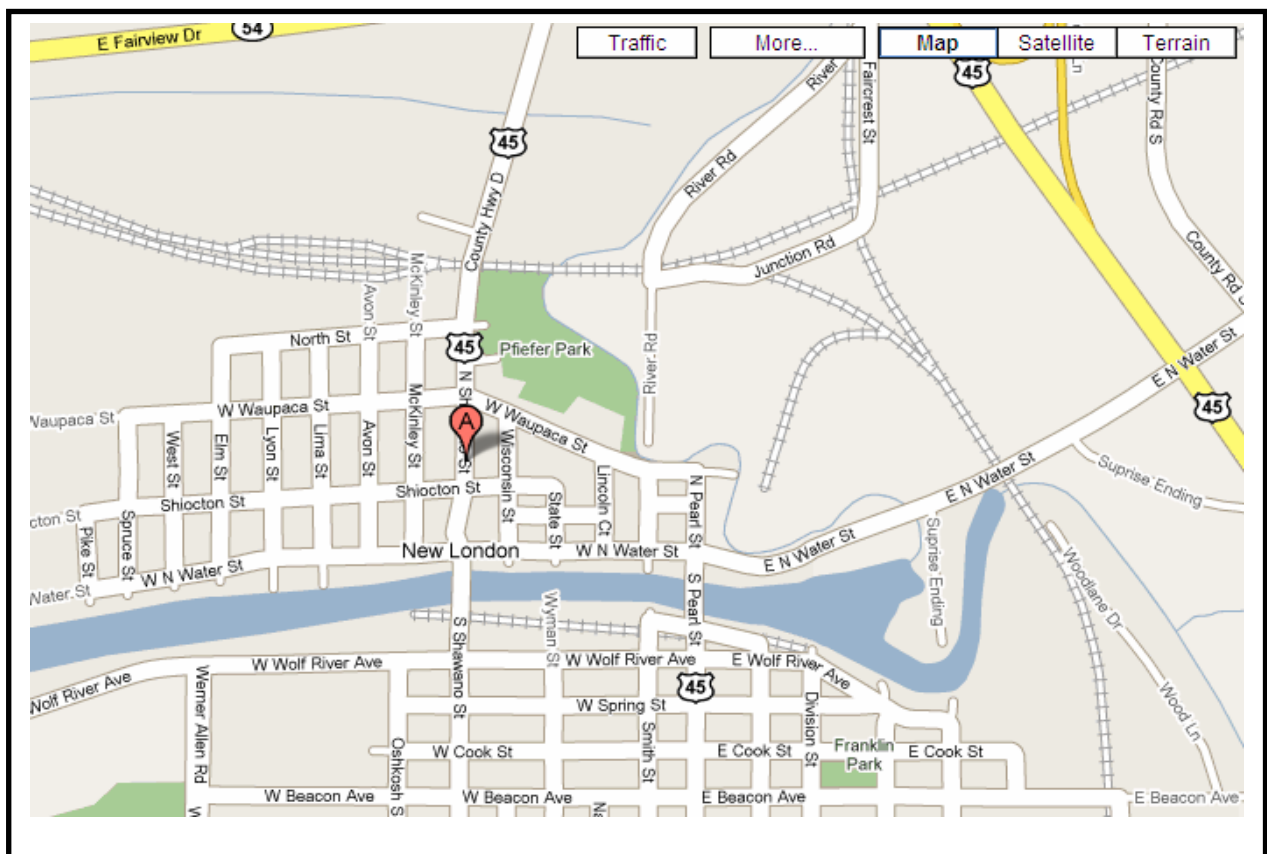 E Fairview Dr
54
Traffic
More...
Map
Satellite
Terrain
45
Ln
County Rd S
Faircrest St
River
River Rd
45
County Hwy D
Junction Rd
County Rd S
McKinley St
Avon St
North St
45
Pfiefer Park
River Rd
E N Water St
45
Waupaca St
W Waupaca St
N Sh
A
St
W Waupaca St
West St
Elm St
Lyon St
Lima St
Avon St
McKinley St
Wisconsin St
Lincoln Ct
N Pearl St
E N Water St
Suprise Ending
Shiocton St
Shiocton St
cton St
Pike St
Spruce St
State St
New London
W N Water St
E N Water St
Suprise Ending
Woodlane Dr
W N Water St
Water St
S Pearl St
Wyman St
S Shawano St
W Wolf River Ave
W Wolf River Ave
E Wolf River Ave
Wolf River Ave
45
Werner Allen Rd
W Spring St
Division St
Wood Ln
Smith St
Oshkosh S
W Cook St
E Cook St
Franklin
Park
E Cook St
W Beacon Ave
E Beacon Ave
E Beacon Ave
W
Na